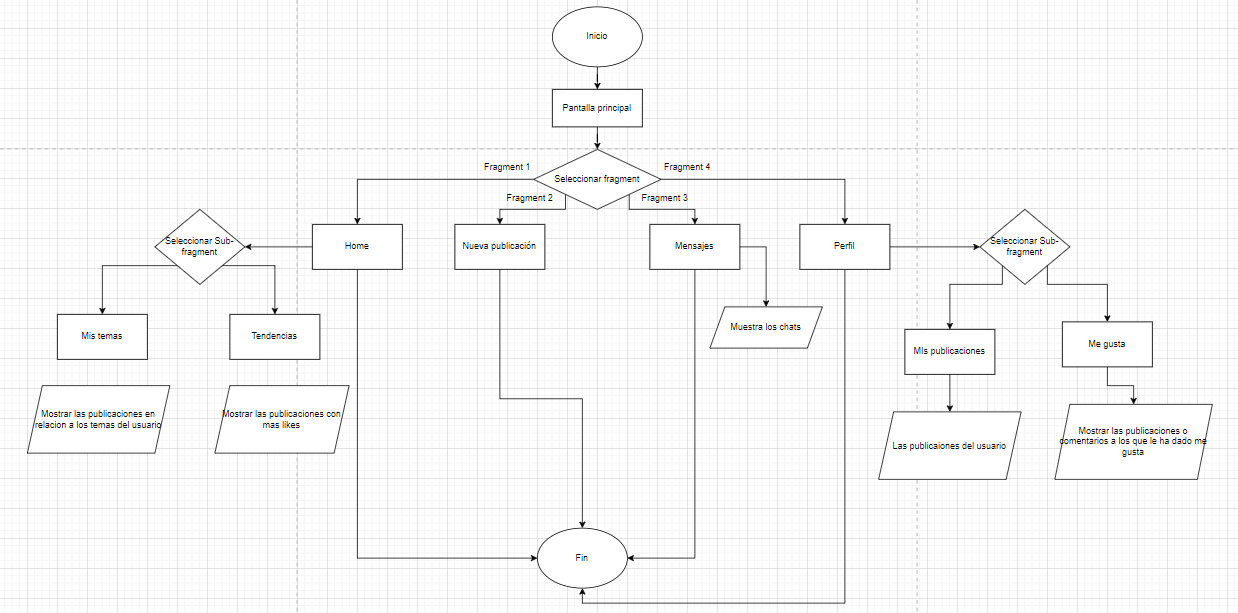 Inicio
Pantalla principal
Fragment 1
Seleccionar fragment
Fragment 4
Fragment 2
Fragment 3
Seleccionar Sub-
fragment
Home
Nueva publicación
Mensajes
Perfil
Seleccionar Sub-
fragment
Mis temas
Tendencias
Muestra los chats
MIs publicaciones
Me gusta
Mostrar las publicaciones en
relacion a los temas del usuario
Mostrar las publicaciones con
mas likes
Las publicaiones del usuario
Mostrar las publicaciones o
comentarios a los que le ha dado me
gusta
Fin